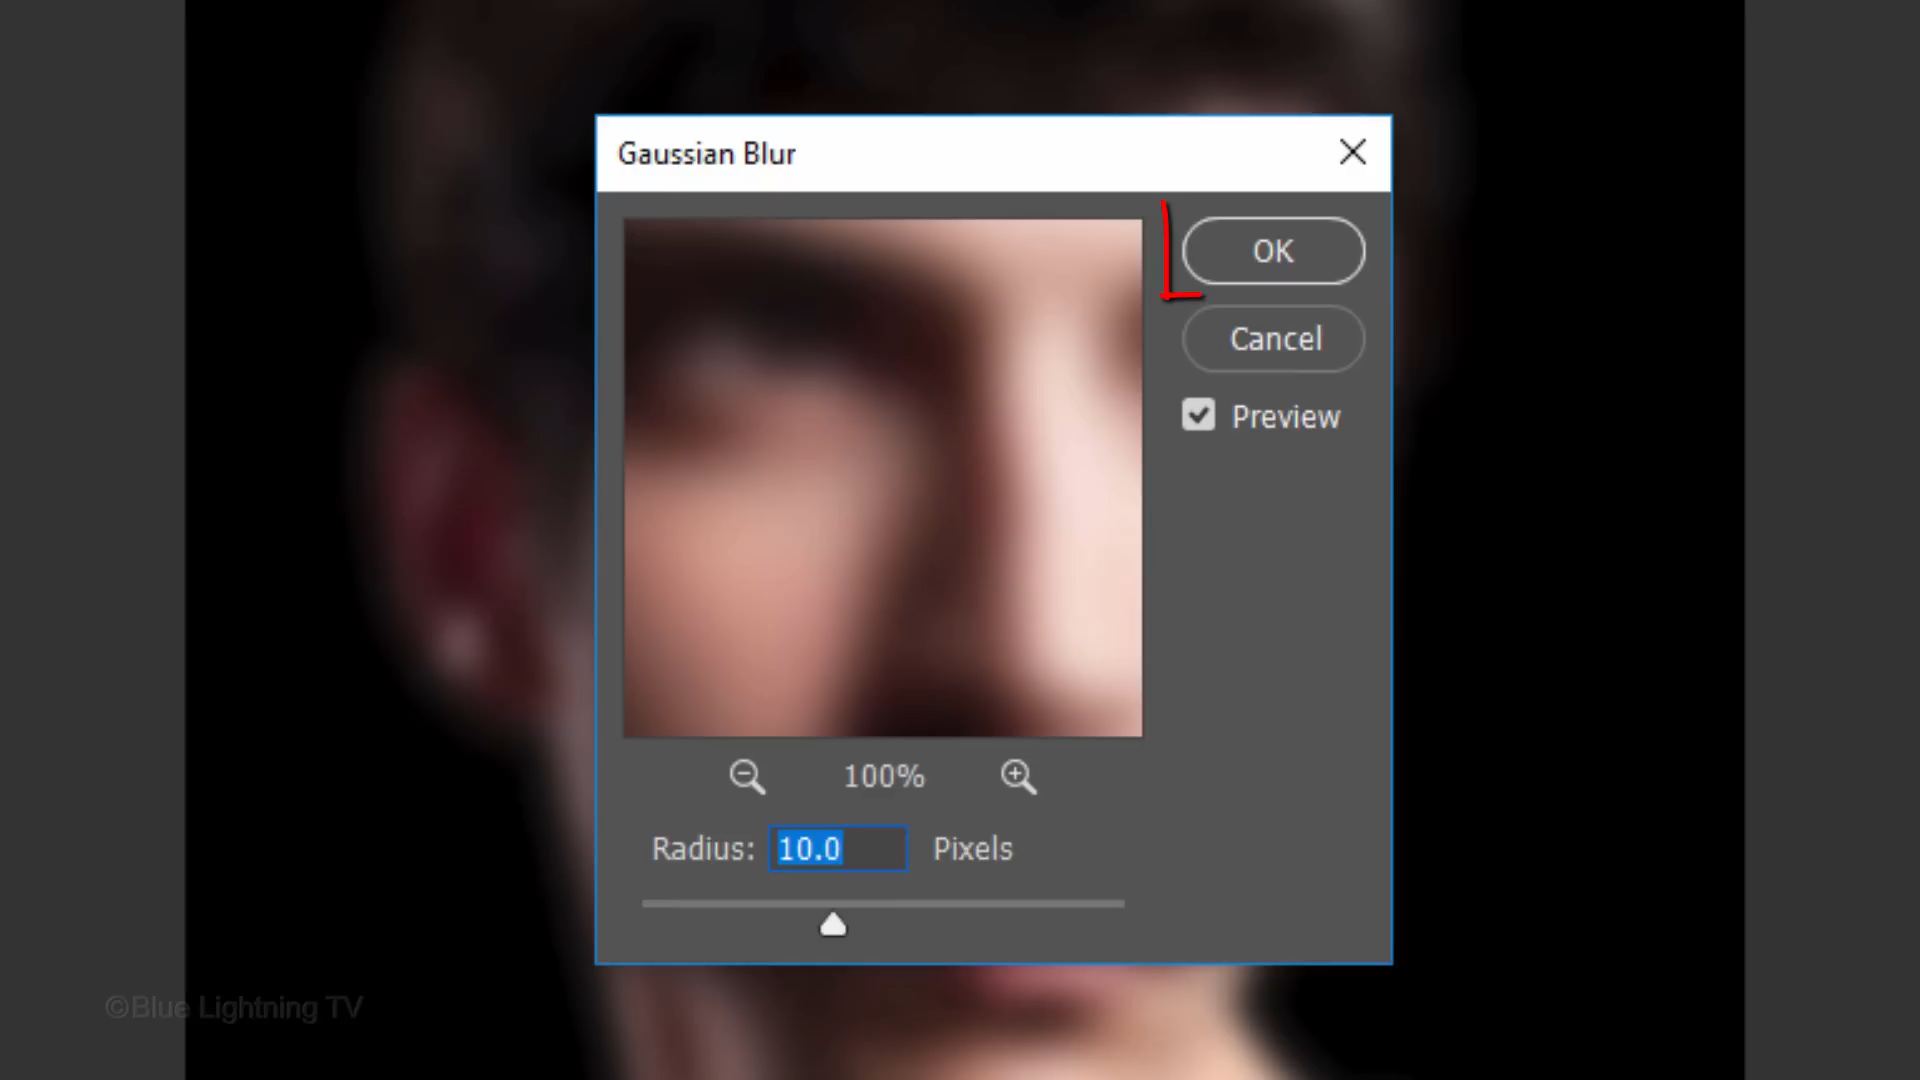 Gaussian Blur
OK
Cancel
Preview
100%
Radius: 10.0 Pixels
©Blue Lightning TV